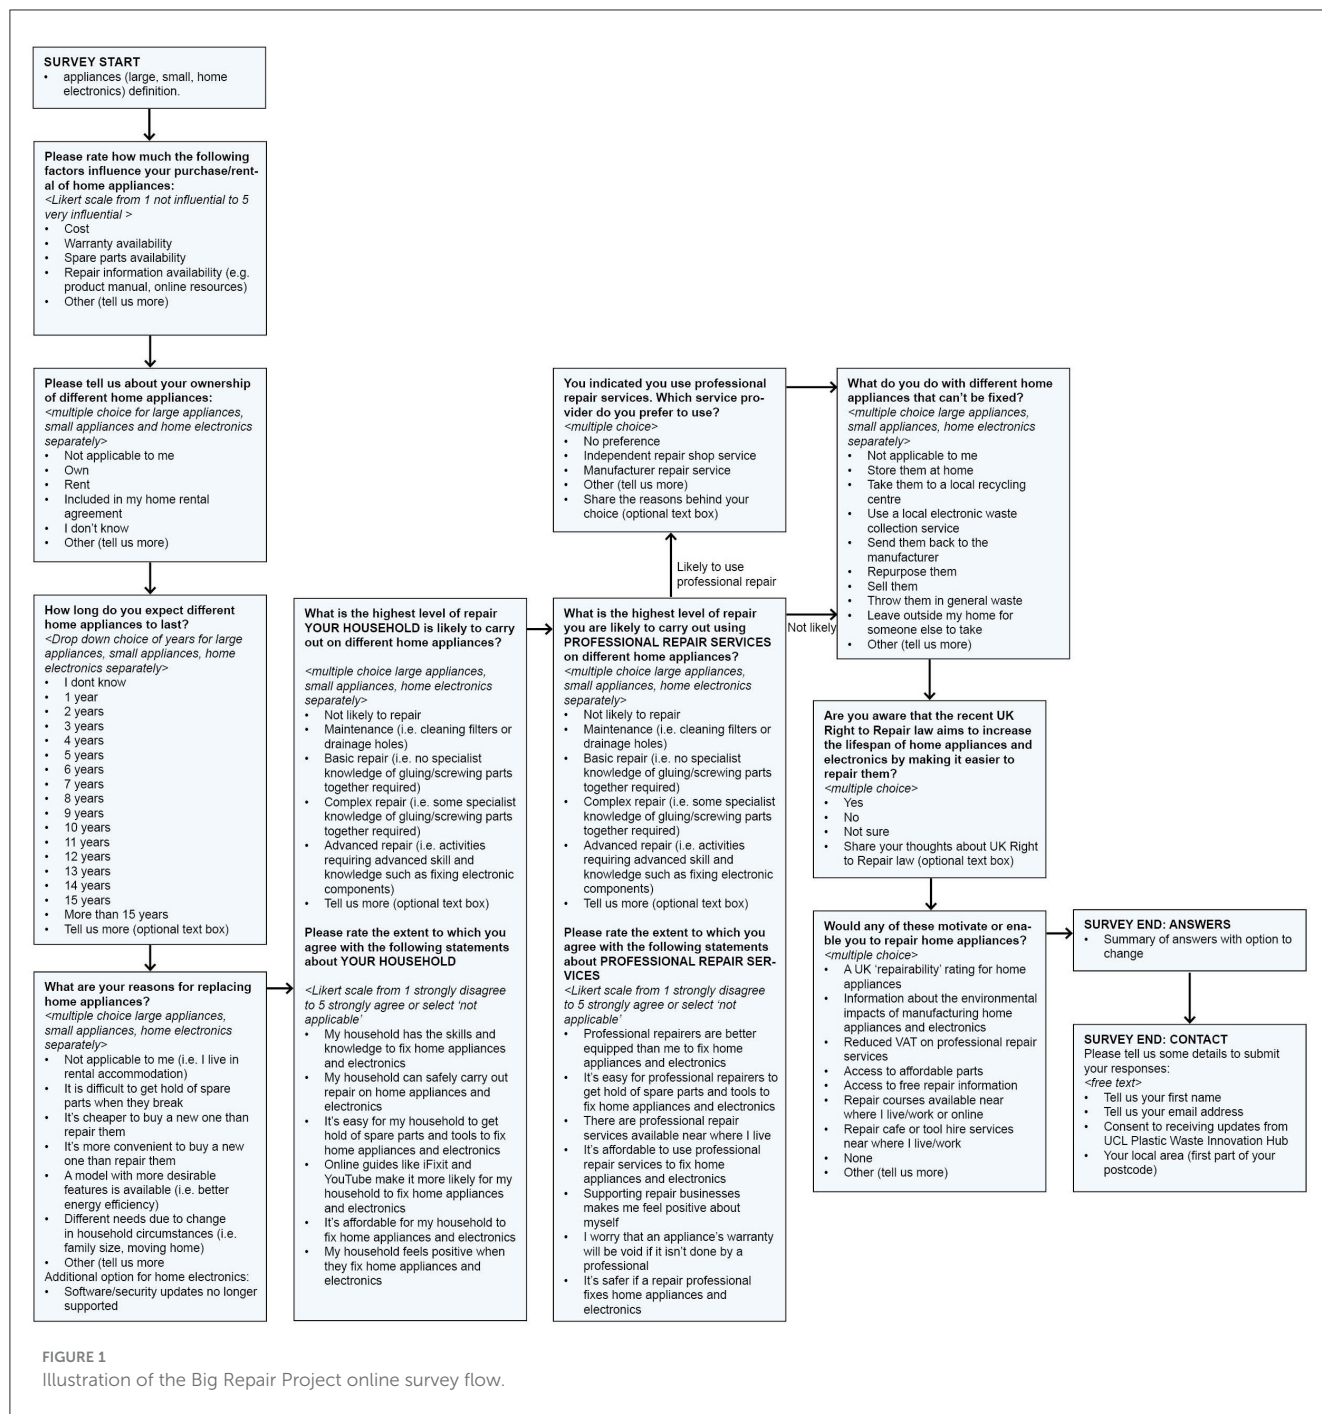 SURVEY START
• appliances (large, small, home
electronics) definition.
Please rate how much the following
factors influence your purchase/rent-
al of home appliances:
<Likert scale from 1 not influential to 5
very influential >
• Cost
• Warranty availability
• Spare parts availability
• Repair information availability (e.g.
product manual, online resources)
• Other (tell us more)
Please tell us about your ownership
of different home appliances:
<multiple choice for large appliances,
small appliances and home electronics
separately>
• Not applicable to me
• Own
• Rent
• Included in my home rental
agreement
• I don't know
• Other (tell us more)
How long do you expect different
home appliances to last?
<Drop down choice of years for large
appliances, small appliances, home
electronics separately>
• I dont know
• 1 year
• 2 years
• 3 years
• 4 years
• 5 years
• 6 years
• 7 years
• 8 years
• 9 years
• 10 years
• 11 years
• 12 years
• 13 years
• 14 years
• 15 years
• More than 15 years
• Tell us more (optional text box)
What are your reasons for replacing
home appliances?
<multiple choice large appliances,
small appliances, home electronics
separately>
• Not applicable to me (i.e. I live in
rental accommodation)
• It is difficult to get hold of spare
parts when they break
• It's cheaper to buy a new one than
repair them
• It's more convenient to buy a new
one than repair them
• A model with more desirable
features is available (i.e. better
energy efficiency)
• Different needs due to change
in household circumstances (i.e.
family size, moving home)
• Other (tell us more
Additional option for home electronics:
• Software/security updates no longer
supported
What is the highest level of repair
YOUR HOUSEHOLD is likely to carry
out on different home appliances?
<multiple choice large appliances,
small appliances, home electronics
separately>
• Not likely to repair
• Maintenance (i.e. cleaning filters or
drainage holes)
• Basic repair (i.e. no specialist
knowledge of gluing/screwing parts
together required)
• Complex repair (i.e. some specialist
knowledge of gluing/screwing parts
together required)
• Advanced repair (i.e. activities
requiring advanced skill and
knowledge such as fixing electronic
components)
• Tell us more (optional text box)
Please rate the extent to which you
agree with the following statements
about YOUR HOUSEHOLD
<Likert scale from 1 strongly disagree
to 5 strongly agree or select 'not
applicable'
• My household has the skills and
knowledge to fix home appliances
and electronics
• My household can safely carry out
repair on home appliances and
electronics
• It's easy for my household to get
hold of spare parts and tools to fix
home appliances and electronics
• Online guides like iFixit and
YouTube make it more likely for my
household to fix home appliances
and electronics
• It's affordable for my household to
fix home appliances and electronics
• My household feels positive when
they fix home appliances and
electronics
What is the highest level of repair
you are likely to carry out using
PROFESSIONAL REPAIR SERVICES
on different home appliances?
<multiple choice large appliances,
small appliances, home electronics
separately>
• Not likely to repair
• Maintenance (i.e. cleaning filters or
drainage holes)
• Basic repair (i.e. no specialist
knowledge of gluing/screwing parts
together required)
• Complex repair (i.e. some specialist
knowledge of gluing/screwing parts
together required)
• Advanced repair (i.e. activities
requiring advanced skill and
knowledge such as fixing electronic
components)
• Tell us more (optional text box)
Please rate the extent to which you
agree with the following statements
about PROFESSIONAL REPAIR SER-
VICES
<Likert scale from 1 strongly disagree
to 5 strongly agree or select 'not
applicable'
• Professional repairers are better
equipped than me to fix home
appliances and electronics
• It's easy for professional repairers to
get hold of spare parts and tools to
fix home appliances and electronics
• There are professional repair
services available near where I live
• It's affordable to use professional
repair services to fix home
appliances and electronics
• Supporting repair businesses
makes me feel positive about
myself
• I worry that an appliance's warranty
will be void if it isn't done by a
professional
• It's safer if a repair professional
fixes home appliances and
electronics
Likely to use
professional repair
Not likely
You indicated you use professional
repair services. Which service pro-
vider do you prefer to use?
<multiple choice>
• No preference
• Independent repair shop service
• Manufacturer repair service
• Other (tell us more)
• Share the reasons behind your
choice (optional text box)
What do you do with different home
appliances that can't be fixed?
<multiple choice large appliances,
small appliances, home electronics
separately>
• Not applicable to me
• Store them at home
• Take them to a local recycling
centre
• Use a local electronic waste
collection service
• Send them back to the
manufacturer
• Repurpose them
• Sell them
• Throw them in general waste
• Leave outside my home for
someone else to take
• Other (tell us more)
Are you aware that the recent UK
Right to Repair law aims to increase
the lifespan of home appliances and
electronics by making it easier to
repair them?
<multiple choice>
• Yes
• No
• Not sure
• Share your thoughts about UK Right
to Repair law (optional text box)
Would any of these motivate or ena-
ble you to repair home appliances?
<multiple choice>
• A UK 'repairability' rating for home
appliances
• Information about the environmental
impacts of manufacturing home
appliances and electronics
• Reduced VAT on professional repair
services
• Access to affordable parts
• Access to free repair information
• Repair courses available near
where I live/work or online
• Repair cafe or tool hire services
near where I live/work
• None
• Other (tell us more)
SURVEY END: ANSWERS
• Summary of answers with option to
change
SURVEY END: CONTACT
Please tell us some details to submit
your responses:
<free text>
• Tell us your first name
• Tell us your email address
• Consent to receiving updates from
UCL Plastic Waste Innovation Hub
• Your local area (first part of your
postcode)
FIGURE 1
Illustration of the Big Repair Project online survey flow.